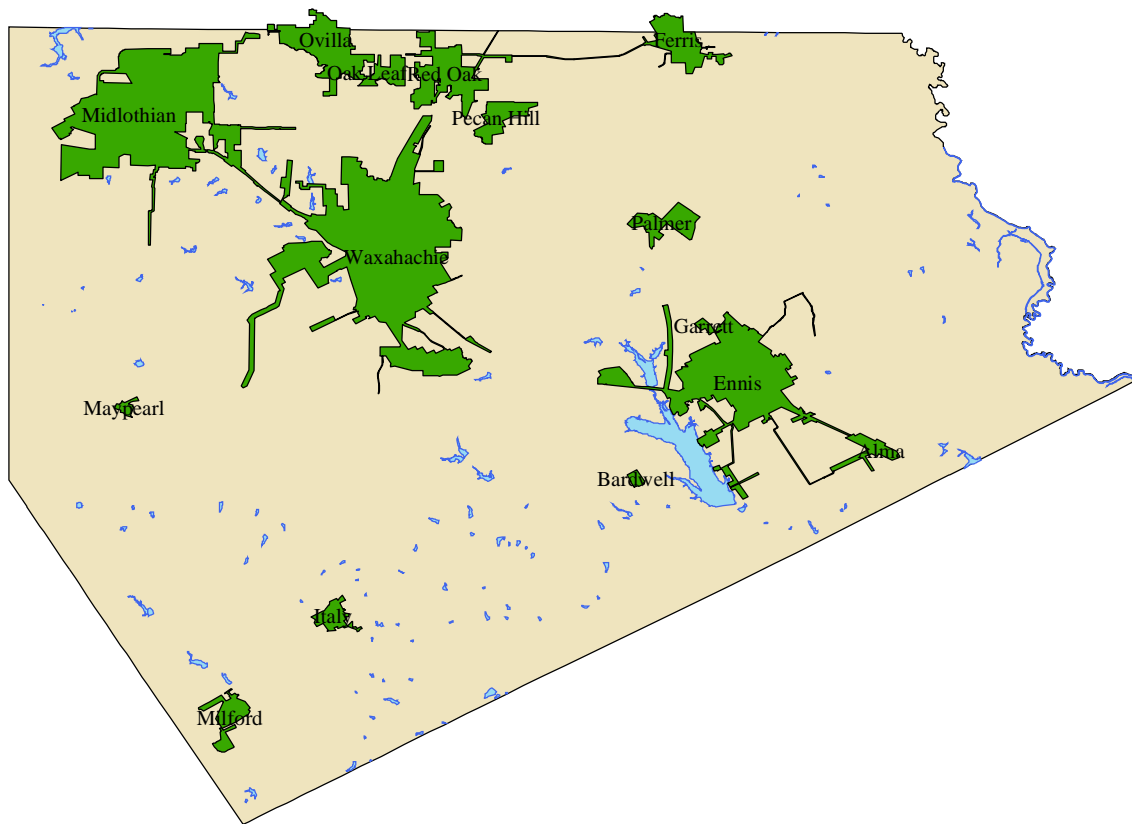 Ovilla
Ferris
Oak Leaf
Red Oak
Midlothian
Pecan Hill
Palmer
Waxahachie
Garrett
Ennis
Maypearl
Alma
Bardwell
Italy
Milford